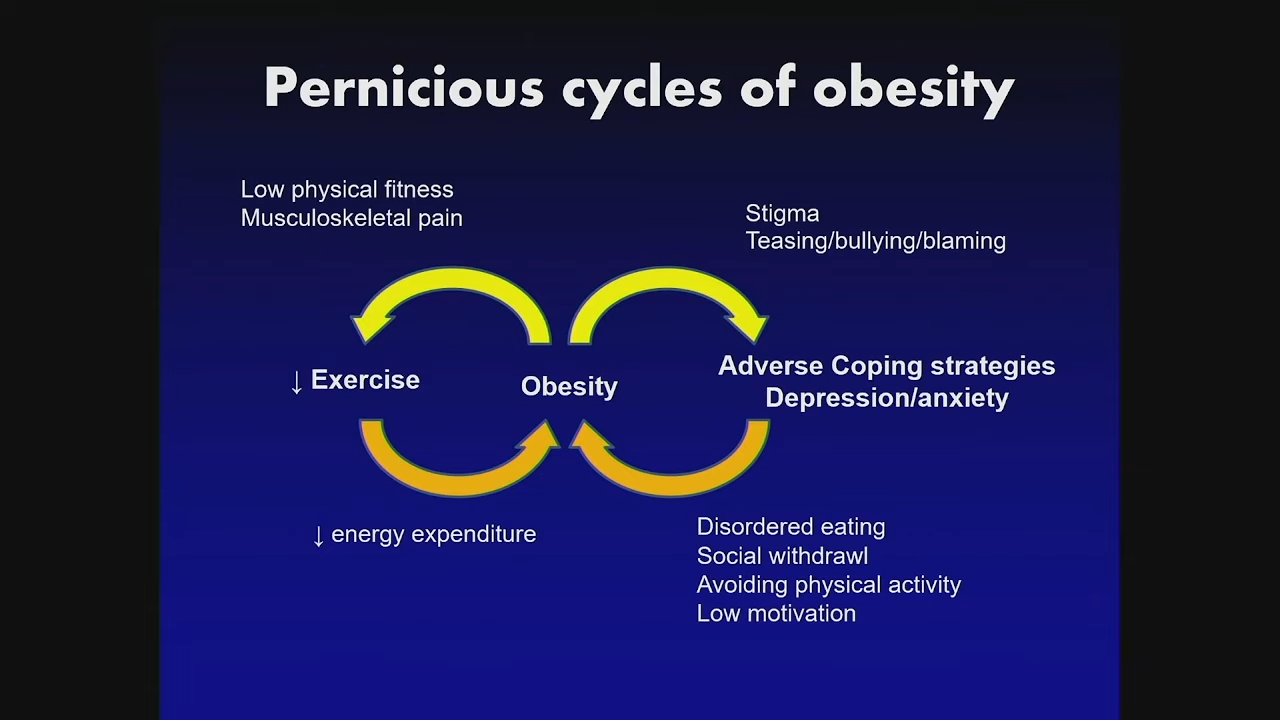 Pernicious cycles of obesity
Low physical fitness
Musculoskeletal pain
Stigma
Teasing/bullying/blaming
↓ Exercise
Obesity
Adverse Coping strategies
Depression/anxiety
↓ energy expenditure
Disordered eating
Social withdrawl
Avoiding physical activity
Low motivation